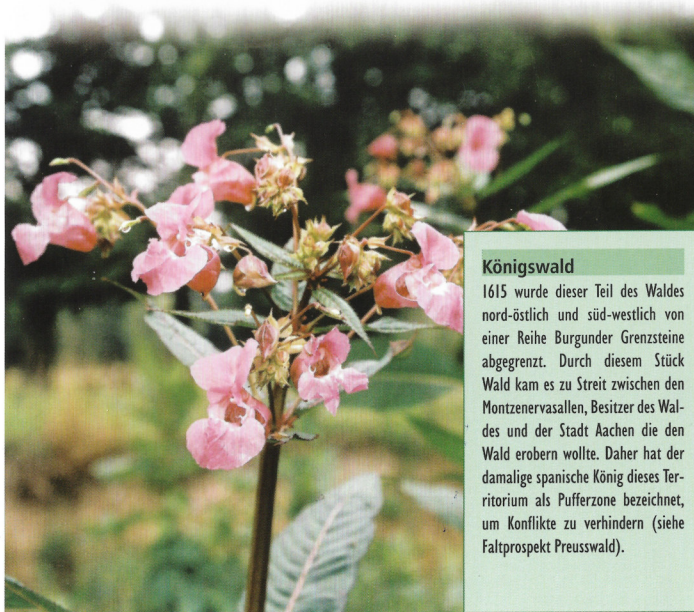 Königswald
1615 wurde dieser Teil des Waldes
nord-östlich und süd-westlich von
einer Reihe Burgunder Grenzsteine
abgegrenzt. Durch diesem Stück
Wald kam es zu Streit zwischen den
Montzenervasallen, Besitzer des Wal-
des und der Stadt Aachen die den
Wald erobern wollte. Daher hat der
damalige spanische König dieses Ter-
ritorium als Pufferzone bezeichnet,
um Konflikte zu verhindern (siehe
Faltprospekt Preusswald).